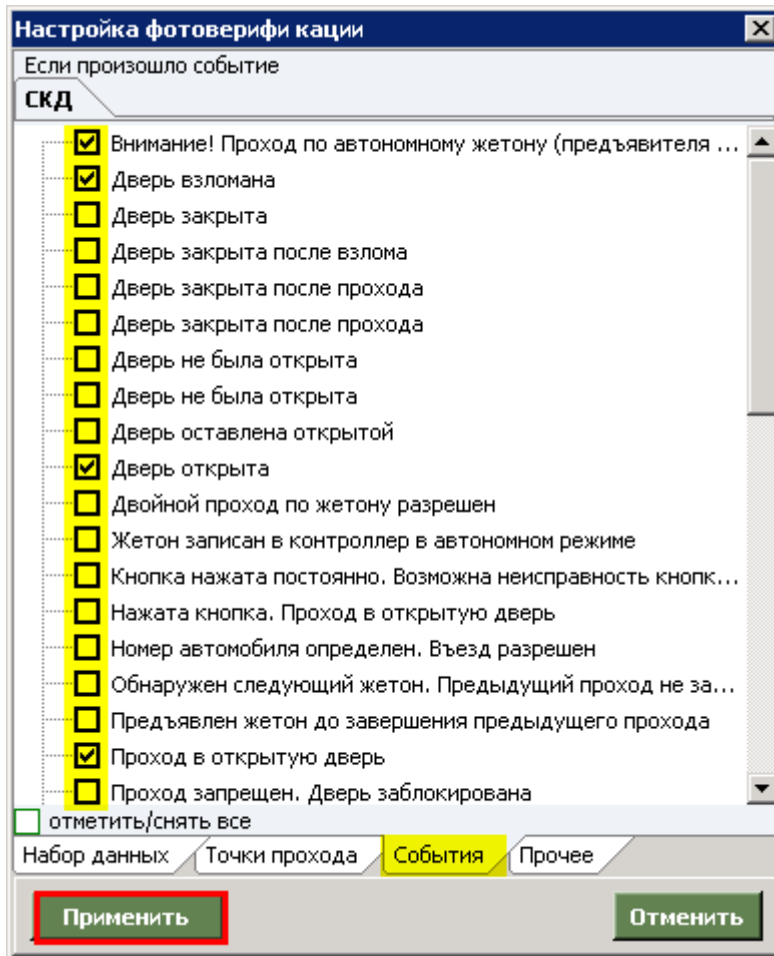 Настройка фотоверифи кации
Если произошло событие
СКД
Внимание! Проход по автономному жетону (предъявителя ...
Дверь взломана
Дверь закрыта
Дверь закрыта после взлома
Дверь закрыта после прохода
Дверь закрыта после прохода
Дверь не была открыта
Дверь не была открыта
Дверь оставлена открытой
Дверь открыта
Двойной проход по жетону разрешен
Жетон записан в контроллер в автономном режиме
Кнопка нажата постоянно. Возможна неисправность кнопк...
Нажата кнопка. Проход в открытую дверь
Номер автомобиля определен. Въезд разрешен
Обнаружен следующий жетон. Предыдущий проход не за...
Предъявлен жетон до завершения предыдущего прохода
Проход в открытую дверь
Проход запрещен. Дверь заблокирована
отметить/снять все
Набор данных Точки прохода События Прочее
Применить Отменить